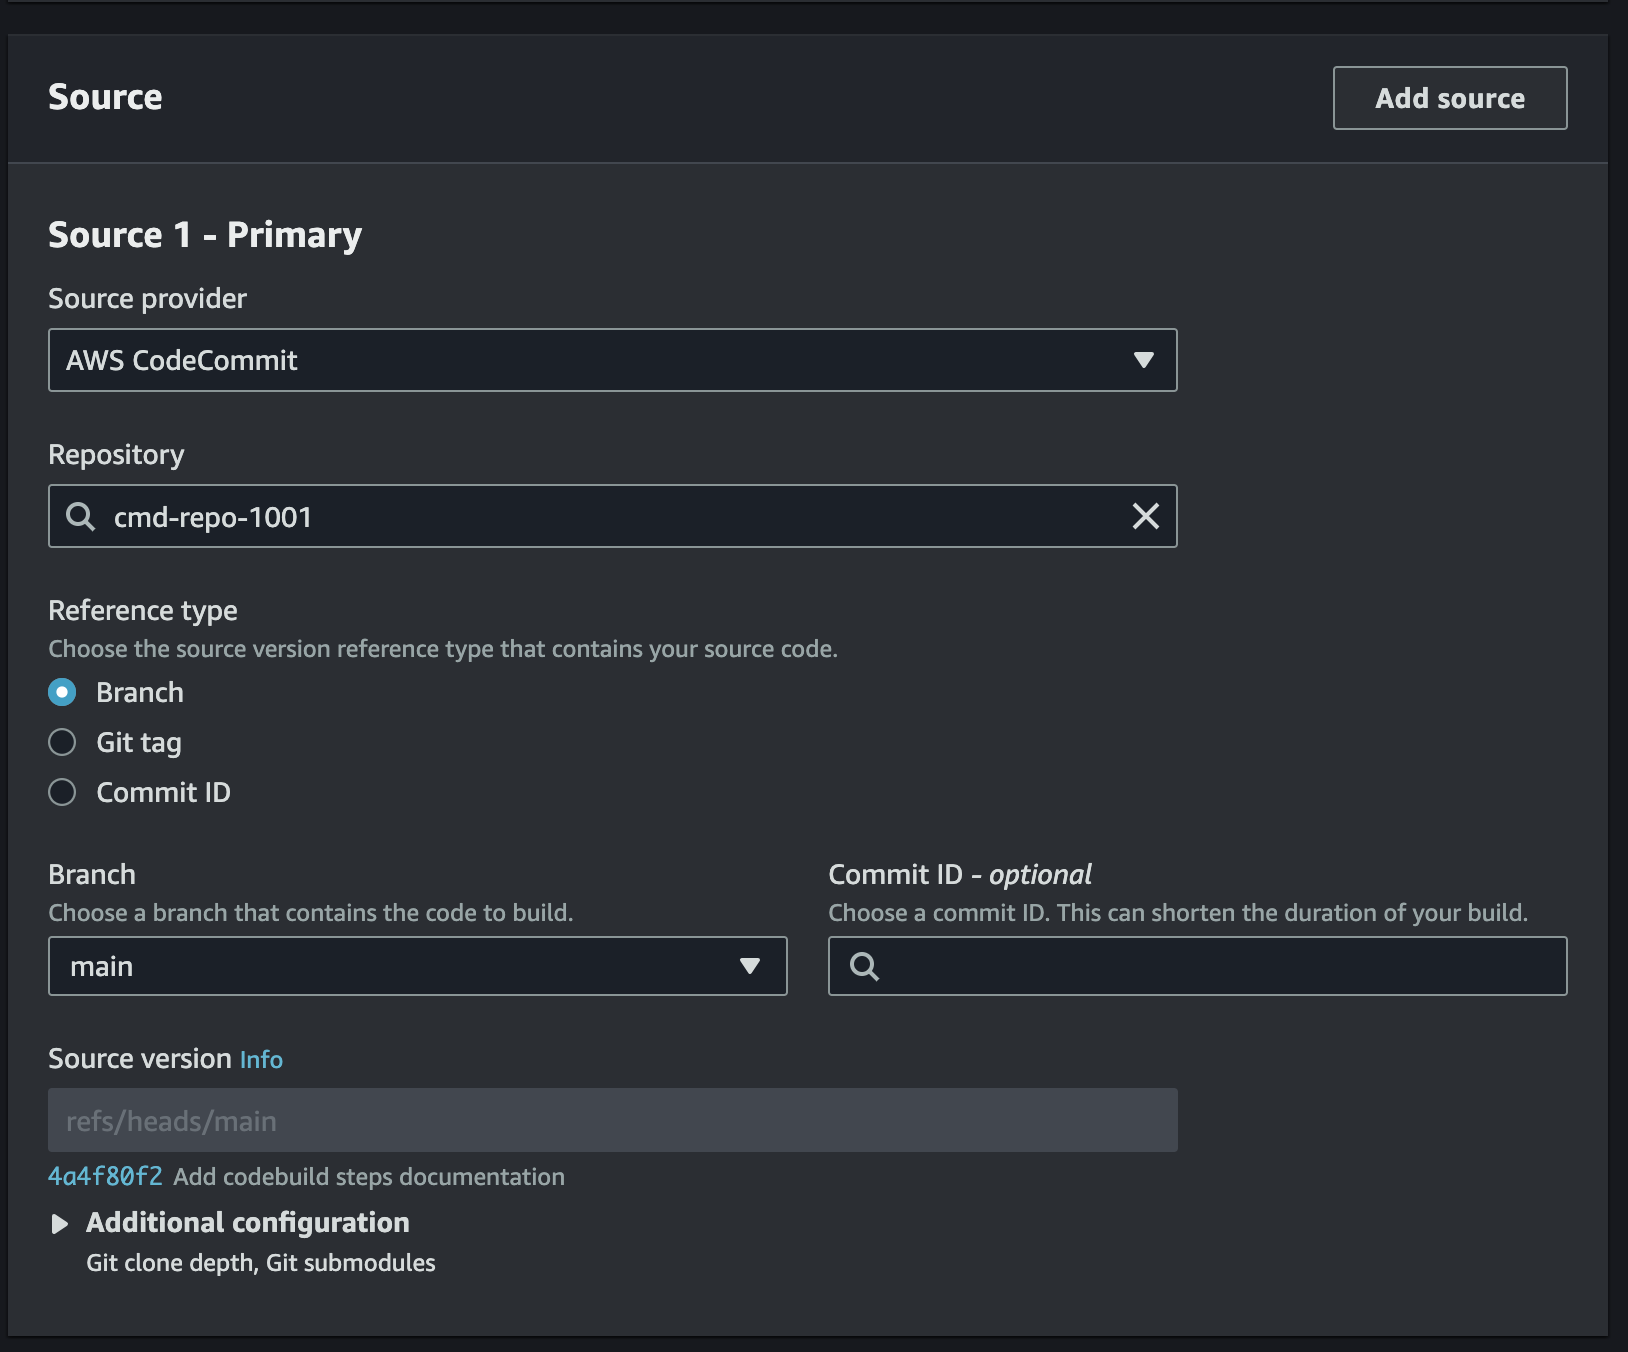 Source
Add source
Source 1 - Primary
Source provider
AWS CodeCommit
Repository
cmd-repo-1001
Reference type
Choose the source version reference type that contains your source code.
Branch
Git tag
Commit ID
Branch
Choose a branch that contains the code to build.
main
Commit ID - optional
Choose a commit ID. This can shorten the duration of your build.
Source version Info
refs/heads/main
4a4f80f2 Add codebuild steps documentation
Additional configuration
Git clone depth, Git submodules